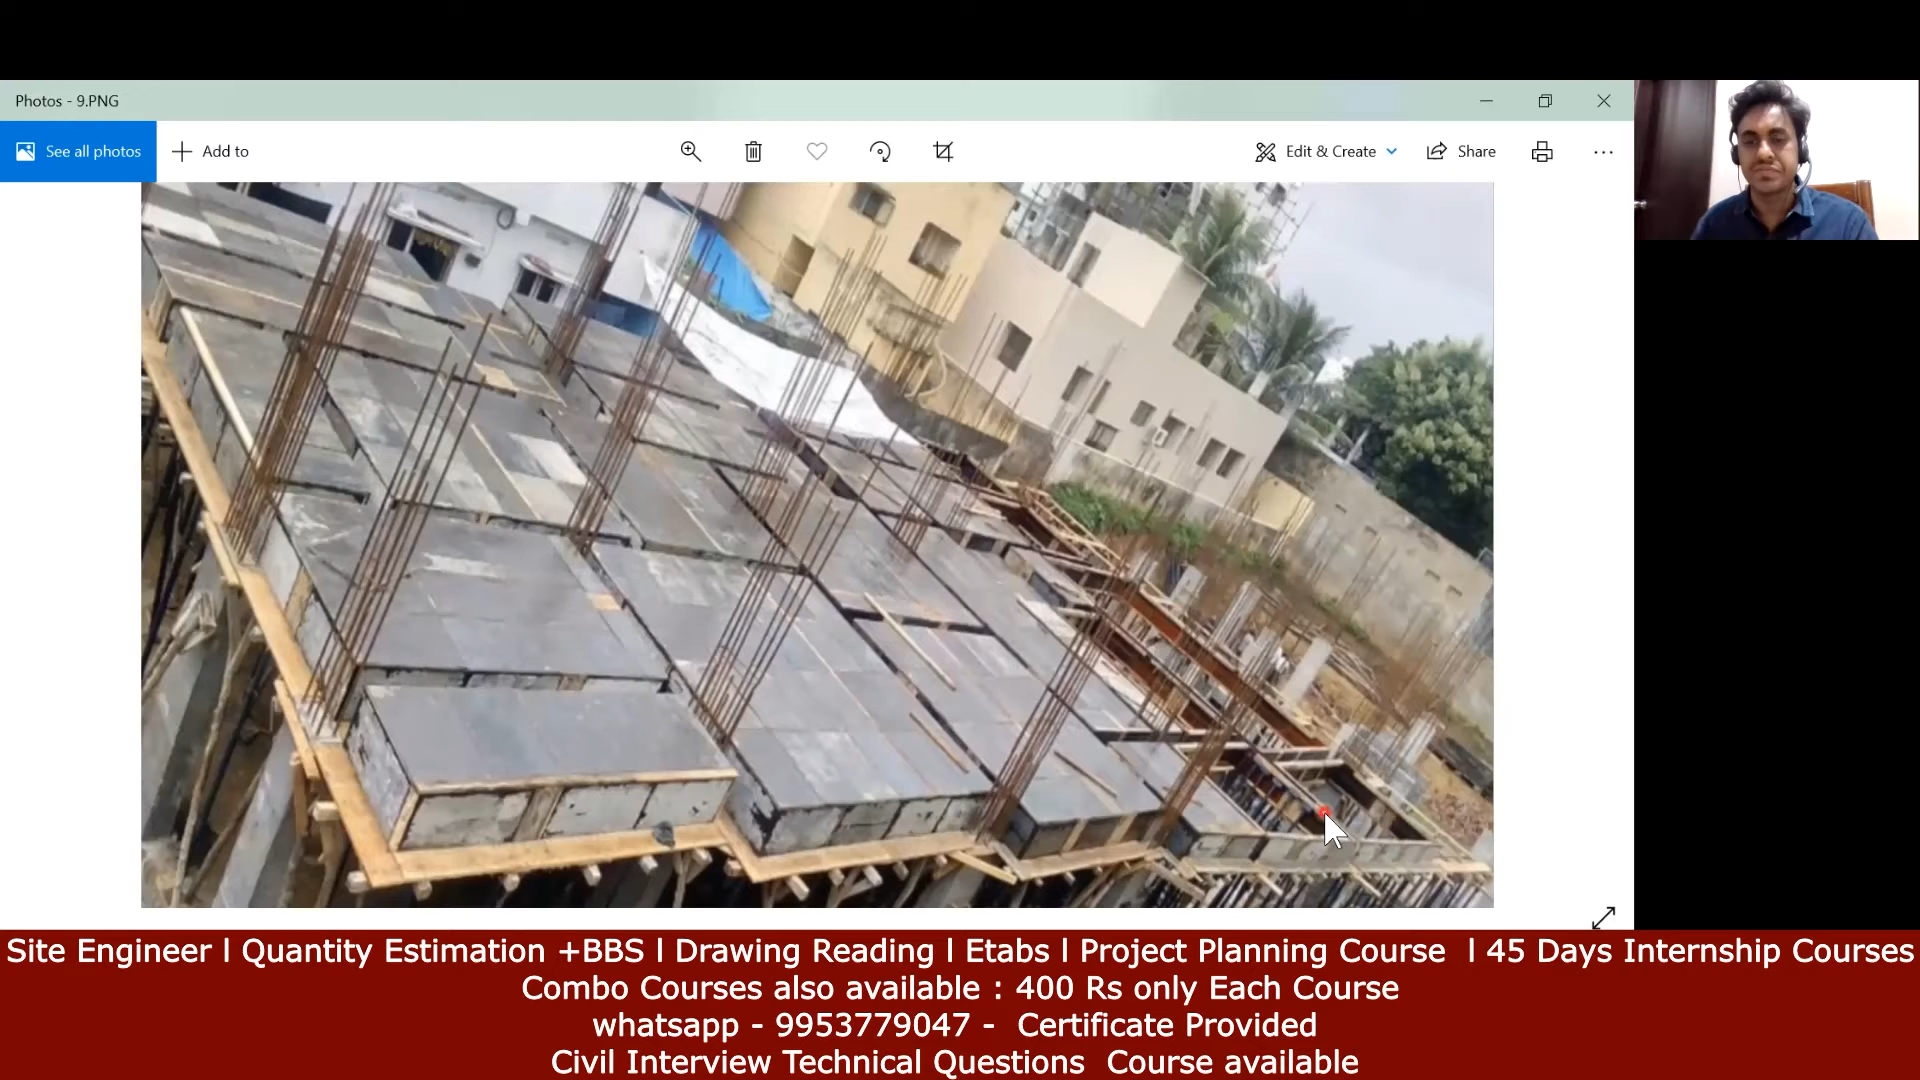 Photos - 9.PNG
See all photos
Add to
Edit & Create
Share
Site Engineer l Quantity Estimation +BBS l Drawing Reading l Etabs l Project Planning Course l 45 Days Internship Courses
Combo Courses also available : 400 Rs only Each Course
whatsapp - 9953779047 - Certificate Provided
Civil Interview Technical Questions Course available